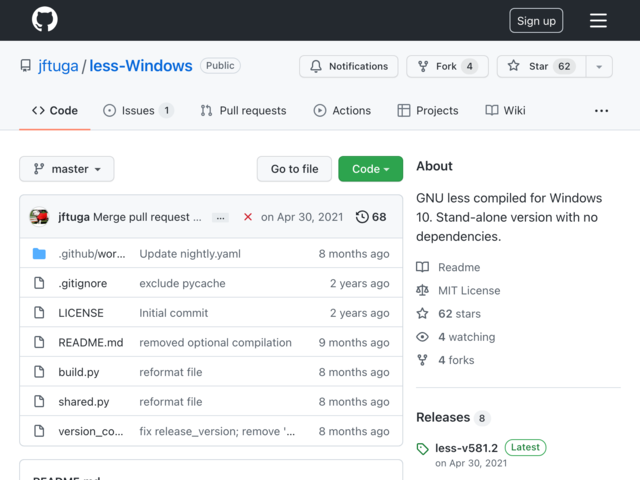 Sign up
jftuga / less-Windows Public
Notifications
Fork 4
Star 62
Code
Issues 1
Pull requests
Actions
Projects
Wiki
master
Go to file
Code
jftuga Merge pull request ... ... on Apr 30, 2021 68
.github/wor... Update nightly.yaml 8 months ago
.gitignore exclude pycache 2 years ago
LICENSE Initial commit 2 years ago
README.md removed optional compilation 9 months ago
build.py reformat file 8 months ago
shared.py reformat file 8 months ago
version_co... fix release_version; remove '... 8 months ago
README.md
About
GNU less compiled for Windows
10. Stand-alone version with no
dependencies.
Readme
MIT License
62 stars
4 watching
4 forks
Releases 8
less-v581.2 Latest
on Apr 30, 2021